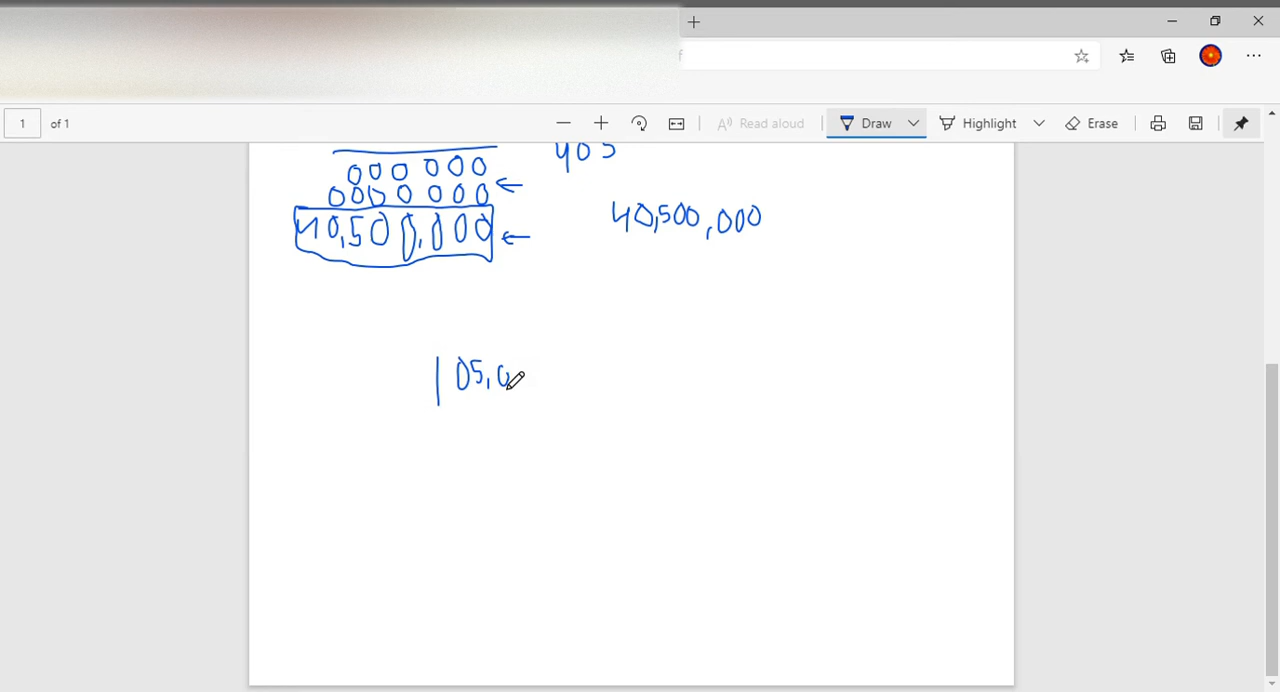 1 of 1
Read aloud
Draw
Highlight
Erase
405
000 000
0000 000
40,500,000
40,500,000
105,0